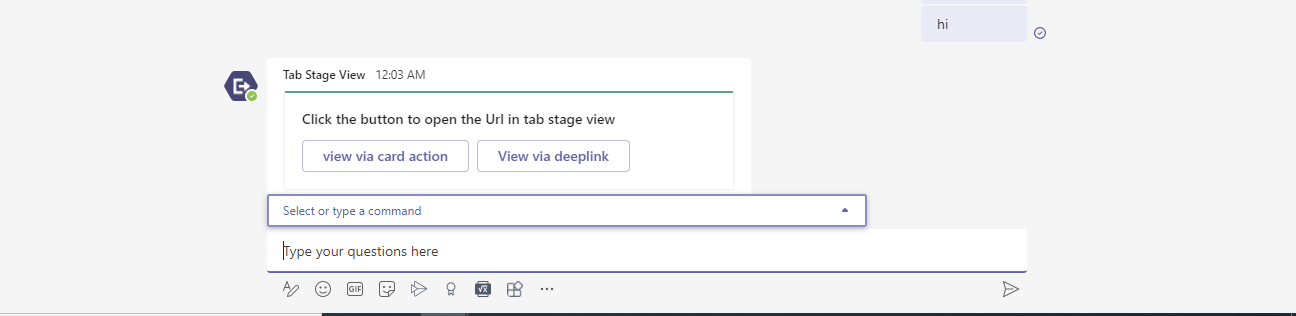 hi
Tab Stage View 12:03 AM
Click the button to open the Url in tab stage view
view via card action View via deeplink
Select or type a command
Type your questions here
GIF
√x